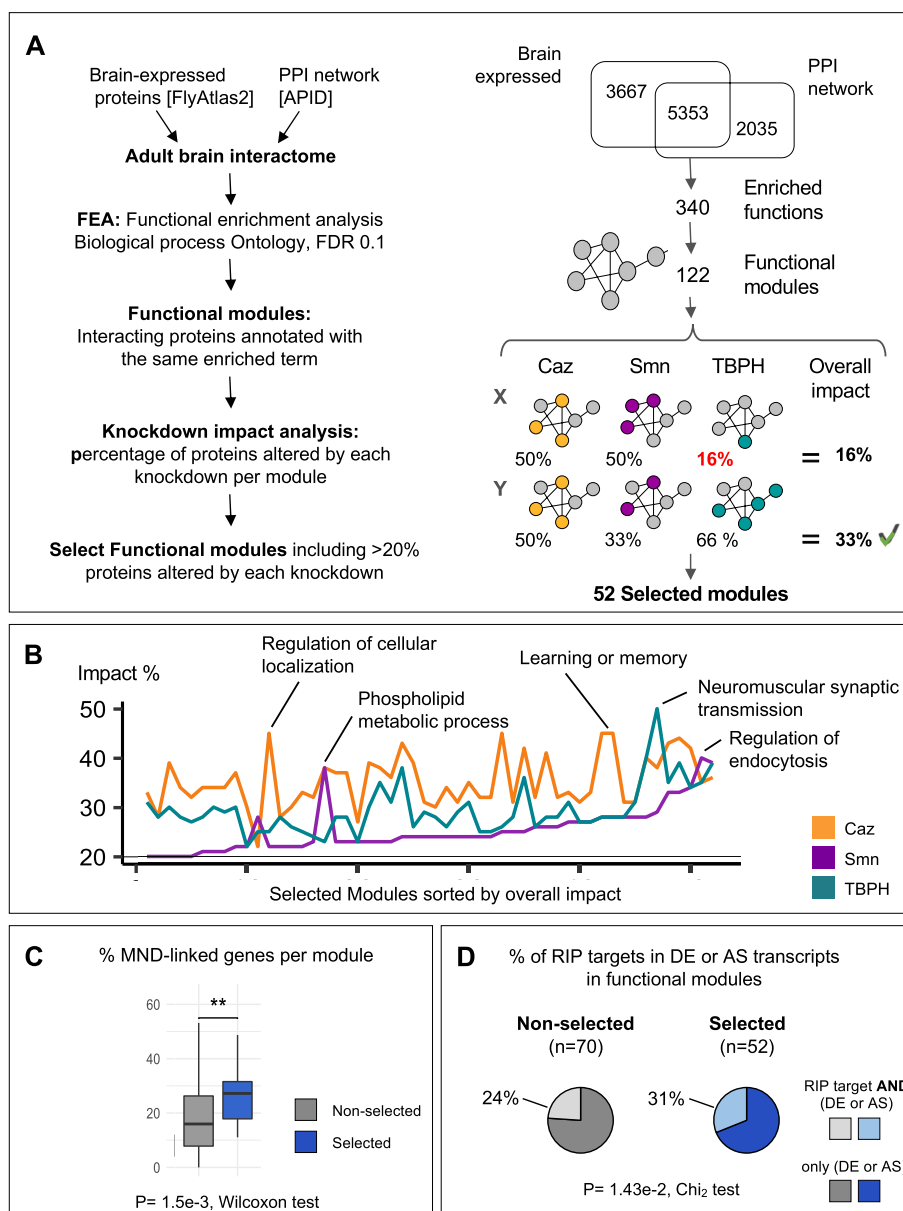 A
Brain-expressed
proteins [FlyAtlas2]
PPI network
[APID]
Adult brain interactome
FEA: Functional enrichment analysis
Biological process Ontology, FDR 0.1
Functional modules:
Interacting proteins annotated with
the same enriched term
Knockdown impact analysis:
percentage of proteins altered by each
knockdown per module
Select Functional modules including >20%
proteins altered by each knockdown
Brain
expressed
PPI
network
3667
5353
2035
340
Enriched
functions
122
Functional
modules
Caz
Smn
TBPH
Overall
impact
X
50%
50%
16%
= 16%
Y
50%
33%
66 %
= 33%
52 Selected modules
B
Impact %
Regulation of cellular
localization
Phospholipid
metabolic process
Learning or memory
Neuromuscular synaptic
transmission
Regulation of
endocytosis
50
40
30
20
Caz
Smn
TBPH
Selected Modules sorted by overall impact
C
% MND-linked genes per module
60
40
20
0
**
Non-selected
Selected
P= 1.5e-3, Wilcoxon test
D
% of RIP targets in DE or AS transcripts
in functional modules
Non-selected
(n=70)
Selected
(n=52)
24%
31%
RIP target AND
(DE or AS)
only (DE or AS)
P= 1.43e-2, Chi2 test